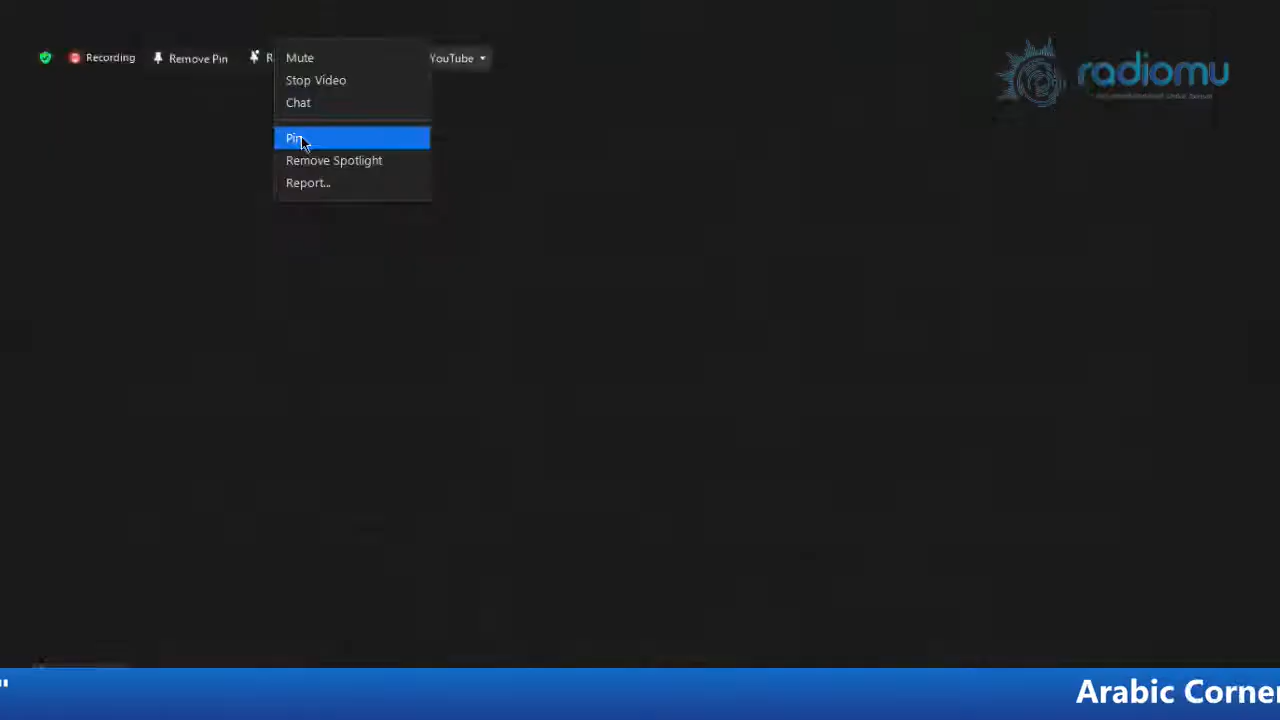 Recording
Remove Pin
R
YouTube
Mute
Stop Video
Chat
Pin
Remove Spotlight
Report...
radiomu
"
Arabic Corner